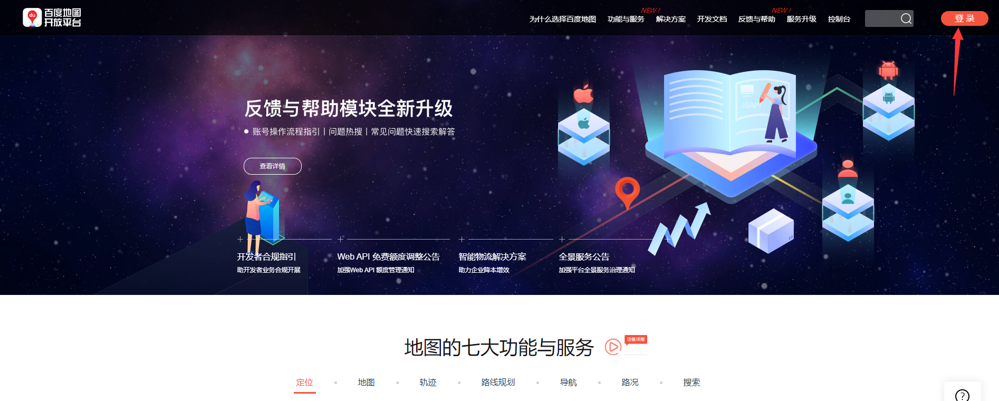 du 百度地图
开放平台
NEW! NEW!
为什么选择百度地图 功能与服务 解决方案 开发文档 反馈与帮助 服务升级 控制台 登 录
JSAPI
反馈与帮助模块全新升级
账号操作流程指引丨问题热搜丨常见问题快速搜索解答
查看详情
开发者合规指引 Web API 免费额度调整公告 智能物流解决方案 全景服务公告
助开发者业务合规开展 加强Web API 额度管理通知 助力企业降本增效 加强平台全景服务治理通知
地图的七大功能与服务 功能详解
定位 地图 轨迹 路线规划 导航 路况 搜索
?